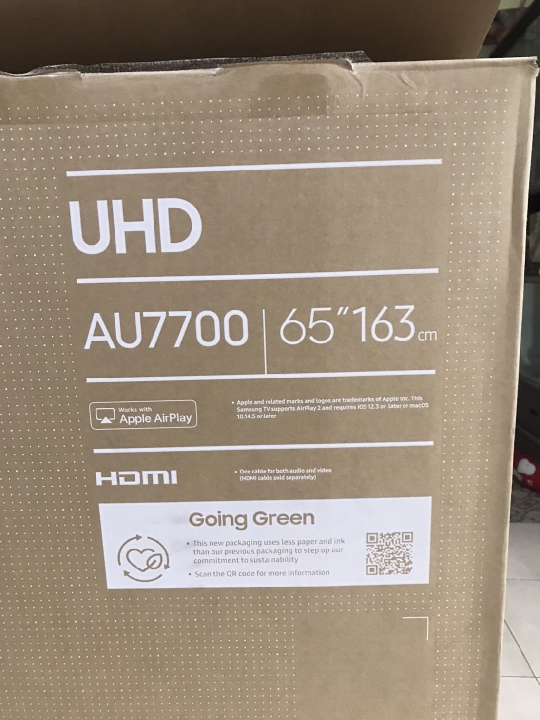 UHD
AU7700 | 65"163cm
Works with
Apple AirPlay
• Apple and related marks and logos are trademarks of Apple inc. This
Samsung TV supports AirPlay 2 and requires iOS 12.3 or later or macOS
10.14.5 or later
HDMI
• One cable for both audio and video
(HDMI cable sold separately)
Going Green
• This new packaging uses less paper and ink
than our previous packaging to step up our
commitment to sustainability
• Scan the QR code for more information